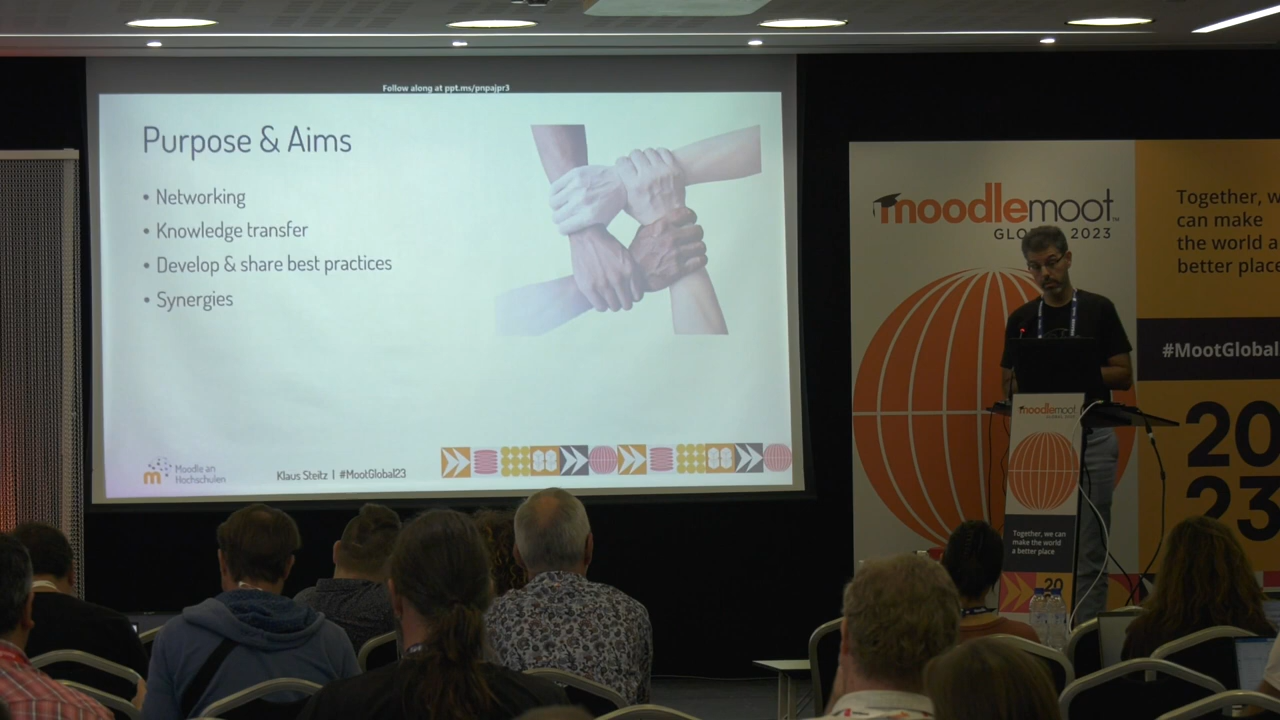 Follow along at ppt.ms/pnpajpr3
Purpose & Aims
• Networking
• Knowledge transfer
• Develop & share best practices
• Synergies
Moodle an
Hochschulen
Klaus Steitz | #MootGlobal23
moodlemoot™
2023
Together, w
can make
the world a
better place
#MootGlobal
20
23
moodlemoot
GLOBAL 2023
Together, we can
make the world
a better place
20